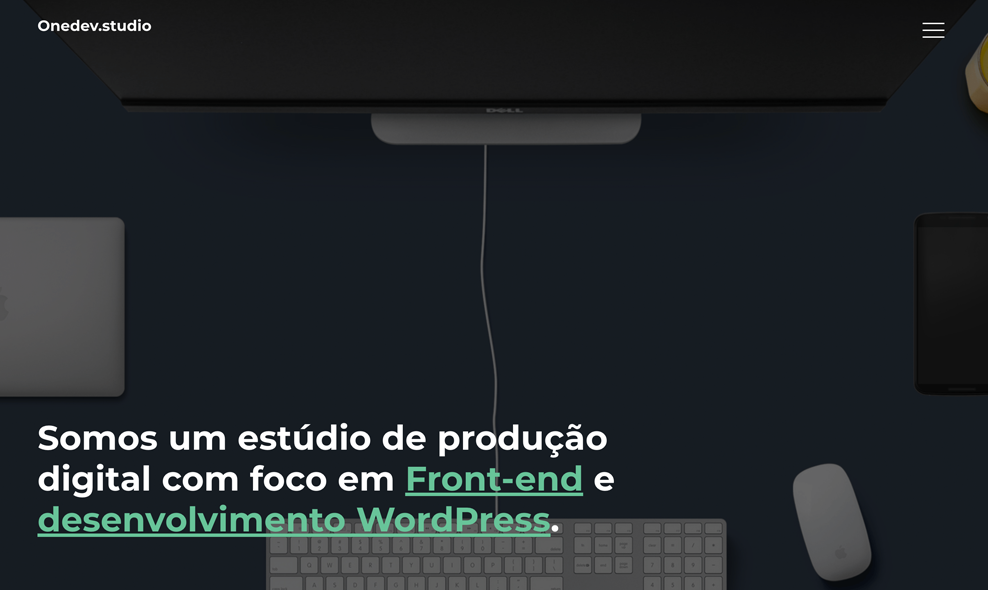 Onedev.studio
DELL
Somos um estúdio de produção
digital com foco em Front-end e
desenvolvimento WordPress.